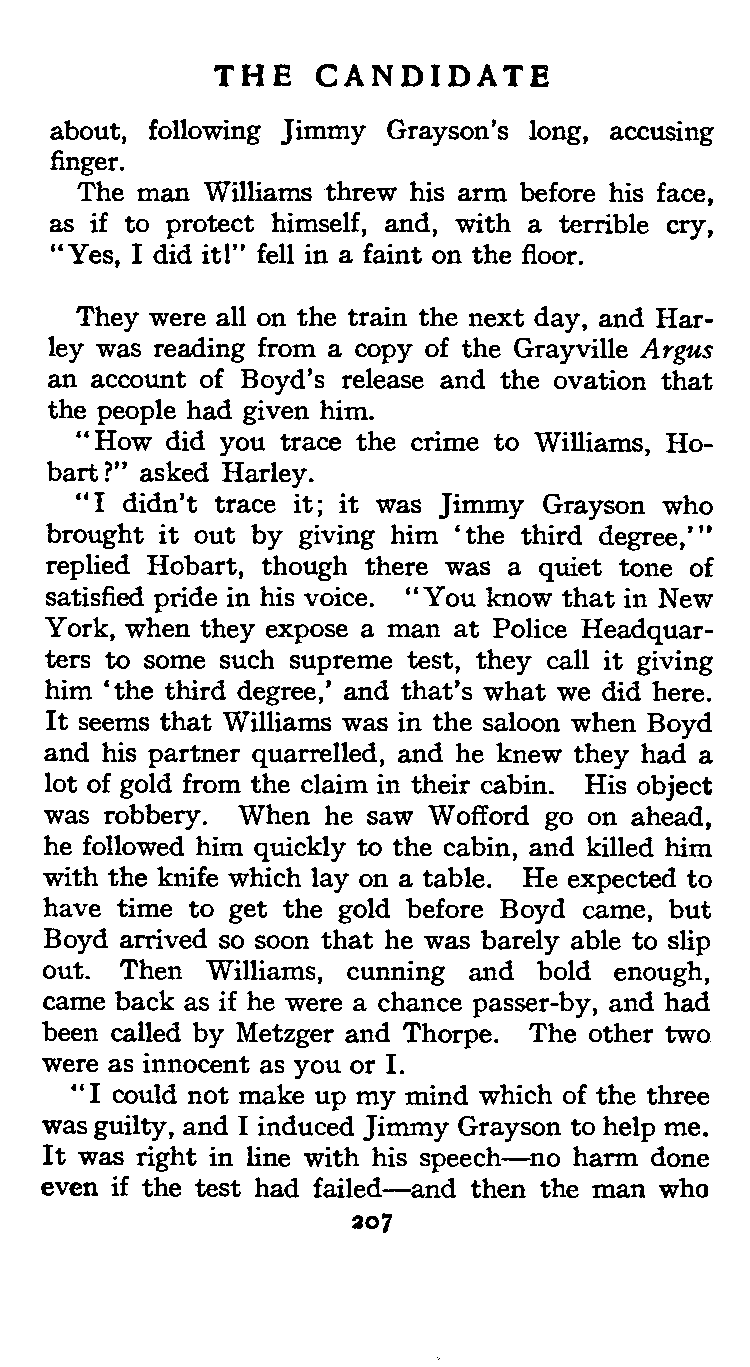 THE CANDIDATE
about, following Jimmy Grayson's long, accusing
finger.
The man Williams threw his arm before his face,
as if to protect himself, and, with a terrible cry,
"Yes, I did it!" fell in a faint on the floor.
They were all on the train the next day, and Har-
ley was reading from a copy of the Grayville Argus
an account of Boyd's release and the ovation that
the people had given him.
"How did you trace the crime to Williams, Ho-
bart?" asked Harley.
"I didn't trace it; it was Jimmy Grayson who
brought it out by giving him 'the third degree,'"
replied Hobart, though there was a quiet tone of
satisfied pride in his voice. "You know that in New
York, when they expose a man at Police Headquar-
ters to some such supreme test, they call it giving
him 'the third degree,' and that's what we did here.
It seems that Williams was in the saloon when Boyd
and his partner quarrelled, and he knew they had a
lot of gold from the claim in their cabin. His object
was robbery. When he saw Wofford go on ahead,
he followed him quickly to the cabin, and killed him
with the knife which lay on a table. He expected to
have time to get the gold before Boyd came, but
Boyd arrived so soon that he was barely able to slip
out. Then Williams, cunning and bold enough,
came back as if he were a chance passer-by, and had
been called by Metzger and Thorpe. The other two
were as innocent as you or I.
"I could not make up my mind which of the three
was guilty, and I induced Jimmy Grayson to help me.
It was right in line with his speech—no harm done
even if the test had failed—and then the man who
207